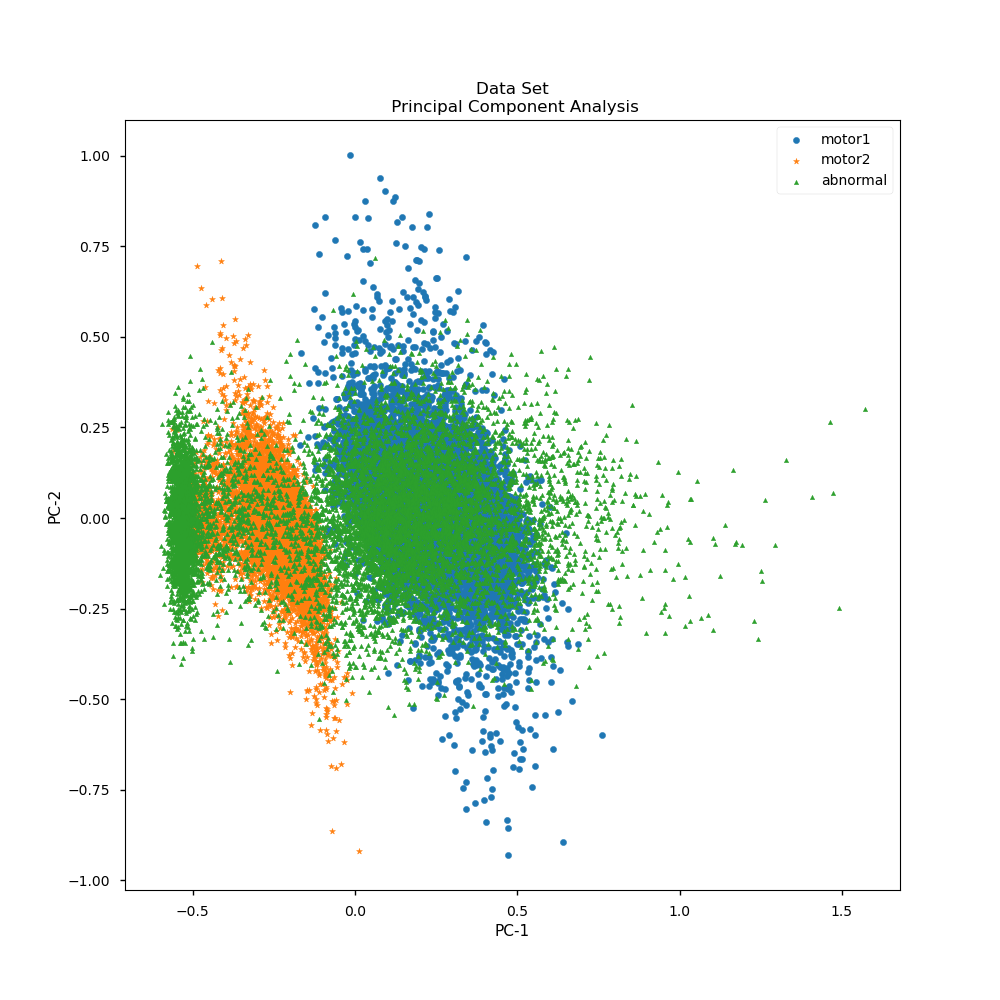 Data Set
Principal Component Analysis
motor1
motor2
abnormal
1.00
0.75
0.50
0.25
0.00
−0.25
−0.50
−0.75
−1.00
PC-2
−0.5
0.0
0.5
1.0
1.5
PC-1